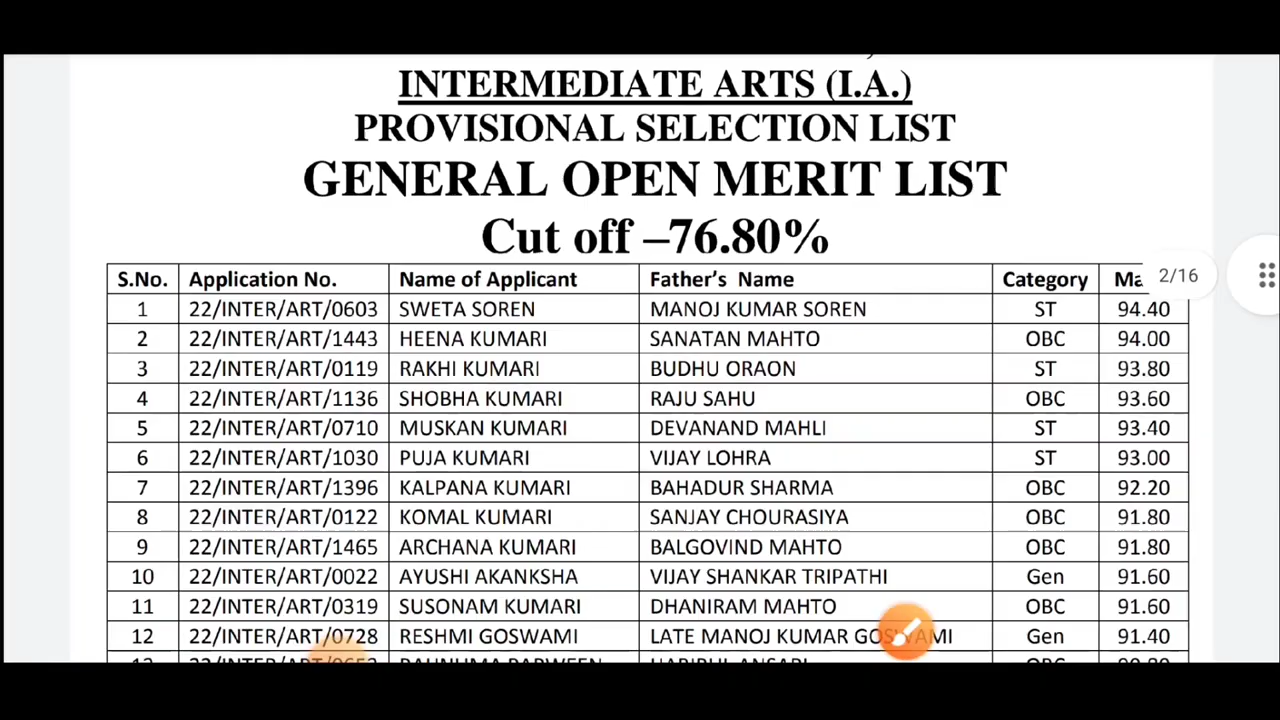 INTERMEDIATE ARTS (I.A.)
PROVISIONAL SELECTION LIST
GENERAL OPEN MERIT LIST
Cut off –76.80%
S.No. Application No. Name of Applicant Father's Name Category
2/16
1 22/INTER/ART/0603 SWETA SOREN MANOJ KUMAR SOREN ST 94.40
2 22/INTER/ART/1443 HEENA KUMARI SANATAN MAHTO OBC 94.00
3 22/INTER/ART/0119 RAKHI KUMARI BUDHU ORAON ST 93.80
4 22/INTER/ART/1136 SHOBHA KUMARI RAJU SAHU OBC 93.60
5 22/INTER/ART/0710 MUSKAN KUMARI DEVANAND MAHLI ST 93.40
6 22/INTER/ART/1030 PUJA KUMARI VIJAY LOHRA ST 93.00
7 22/INTER/ART/1396 KALPANA KUMARI BAHADUR SHARMA OBC 92.20
8 22/INTER/ART/0122 KOMAL KUMARI SANJAY CHOURASIYA OBC 91.80
9 22/INTER/ART/1465 ARCHANA KUMARI BALGOVIND MAHTO OBC 91.80
10 22/INTER/ART/0022 AYUSHI AKANKSHA VIJAY SHANKAR TRIPATHI Gen 91.60
11 22/INTER/ART/0319 SUSONAM KUMARI DHANIRAM MAHTO OBC 91.60
12 22/INTER/ART/0728 RESHMI GOSWAMI LATE MANOJ KUMAR GOSWAMI Gen 91.40